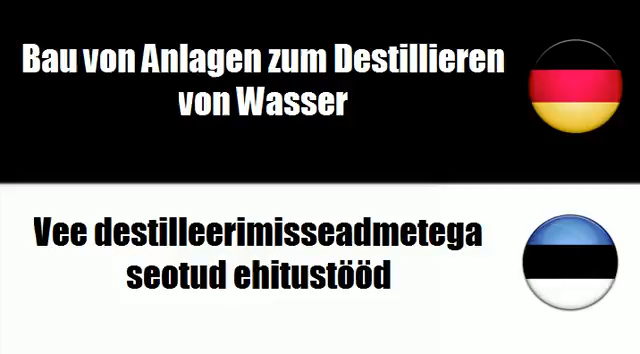 Bau von Anlagen zum Destillieren
von Wasser
Vee destilleerimisseadmetega
seotud ehitustööd